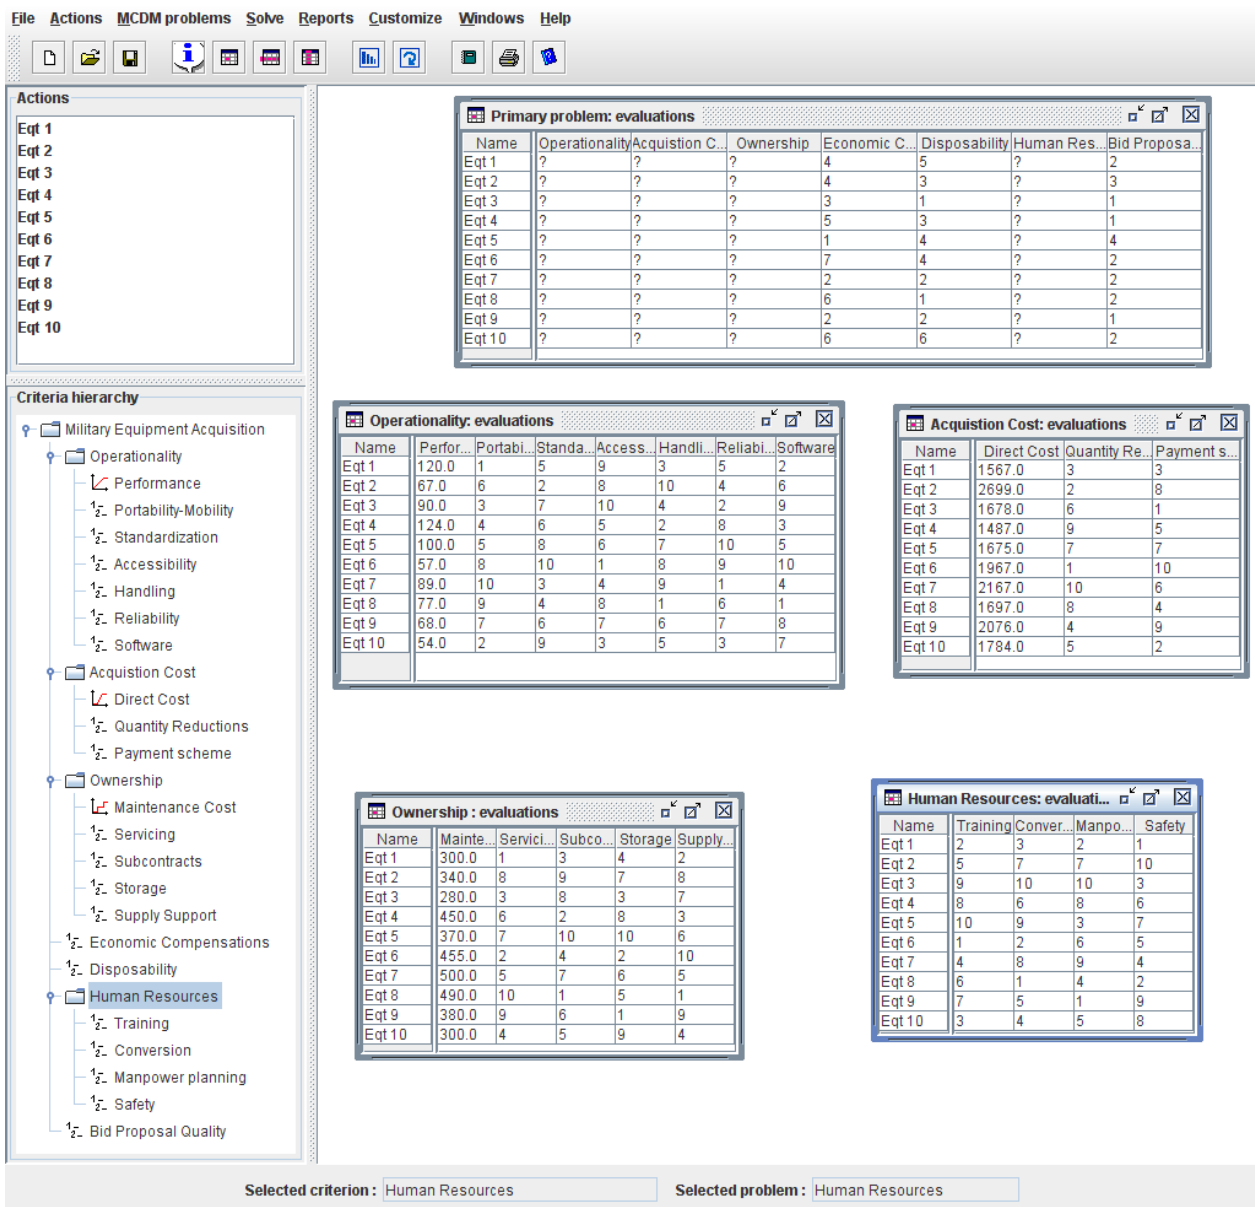 File Actions MCDM problems Solve Reports Customize Windows Help
Actions
Eqt 1
Eqt 2
Eqt 3
Eqt 4
Eqt 5
Eqt 6
Eqt 7
Eqt 8
Eqt 9
Eqt 10
Criteria hierarchy
Military Equipment Acquisition
Operationality
Performance
Portability-Mobility
Standardization
Accessibility
Handling
Reliability
Software
Acquistion Cost
Direct Cost
Quantity Reductions
Payment scheme
Ownership
Maintenance Cost
Servicing
Subcontracts
Storage
Supply Support
Economic Compensations
Disposability
Human Resources
Training
Conversion
Manpower planning
Safety
Bid Proposal Quality
Primary problem: evaluations
Name Operationality Acquistion C... Ownership Economic C... Disposability Human Res... Bid Proposa...
Eqt 1 ? ? ? 4 5 ? 2
Eqt 2 ? ? ? 4 3 ? 3
Eqt 3 ? ? ? 3 1 ? 1
Eqt 4 ? ? ? 5 3 ? 1
Eqt 5 ? ? ? 1 4 ? 4
Eqt 6 ? ? ? 7 4 ? 2
Eqt 7 ? ? ? 2 2 ? 2
Eqt 8 ? ? ? 6 1 ? 2
Eqt 9 ? ? ? 2 2 ? 1
Eqt 10 ? ? ? 6 6 ? 2
Operationality: evaluations
Name Perfor... Portabi... Standa... Access... Handli... Reliabi... Software
Eqt 1 120.0 1 5 9 3 5 2
Eqt 2 67.0 6 2 8 10 4 6
Eqt 3 90.0 3 7 10 4 2 9
Eqt 4 124.0 4 6 5 2 8 3
Eqt 5 100.0 5 8 6 7 10 5
Eqt 6 57.0 8 10 1 8 9 10
Eqt 7 89.0 10 3 4 9 1 4
Eqt 8 77.0 9 4 8 1 6 1
Eqt 9 68.0 7 6 7 6 7 8
Eqt 10 54.0 2 9 3 5 3 7
Acquistion Cost: evaluations
Name Direct Cost Quantity Re... Payment s...
Eqt 1 1567.0 3 3
Eqt 2 2699.0 2 8
Eqt 3 1678.0 6 1
Eqt 4 1487.0 9 5
Eqt 5 1675.0 7 7
Eqt 6 1967.0 1 10
Eqt 7 2167.0 10 6
Eqt 8 1697.0 8 4
Eqt 9 2076.0 4 9
Eqt 10 1784.0 5 2
Ownership : evaluations
Name Mainte... Servici... Subco... Storage Supply...
Eqt 1 300.0 1 3 4 2
Eqt 2 340.0 8 9 7 8
Eqt 3 280.0 3 8 3 7
Eqt 4 450.0 6 2 8 3
Eqt 5 370.0 7 10 10 6
Eqt 6 455.0 2 4 2 10
Eqt 7 500.0 5 7 6 5
Eqt 8 490.0 10 1 5 1
Eqt 9 380.0 9 6 1 9
Eqt 10 300.0 4 5 9 4
Human Resources: evaluati...
Name Training Conver... Manpo... Safety
Eqt 1 2 3 2 1
Eqt 2 5 7 7 10
Eqt 3 9 10 10 3
Eqt 4 8 6 8 6
Eqt 5 10 9 3 7
Eqt 6 1 2 6 5
Eqt 7 4 8 9 4
Eqt 8 6 1 4 2
Eqt 9 7 5 1 9
Eqt 10 3 4 5 8
Selected criterion : Human Resources Selected problem : Human Resources